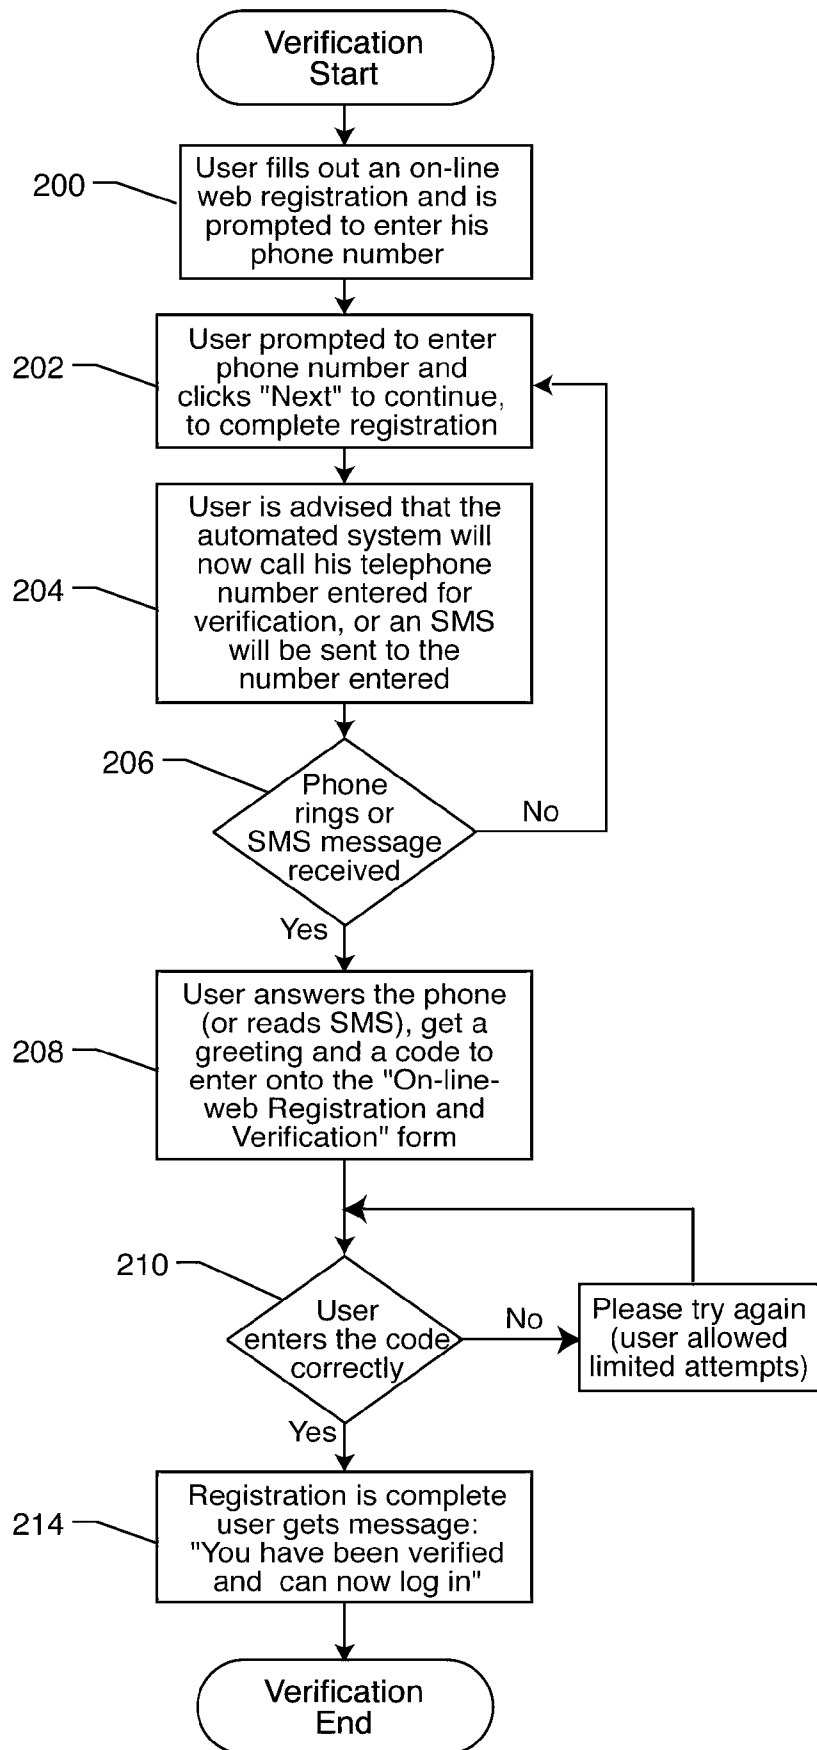 Verification
Start
200
User fills out an on-line
web registration and is
prompted to enter his
phone number
202
User prompted to enter
phone number and
clicks "Next" to continue,
to complete registration
204
User is advised that the
automated system will
now call his telephone
number entered for
verification, or an SMS
will be sent to the
number entered
206
Phone
rings or
SMS message
received
No
Yes
208
User answers the phone
(or reads SMS), get a
greeting and a code to
enter onto the "On-line-
web Registration and
Verification" form
210
User
enters the code
correctly
No
Please try again
(user allowed
limited attempts)
Yes
214
Registration is complete
user gets message:
"You have been verified
and can now log in"
Verification
End